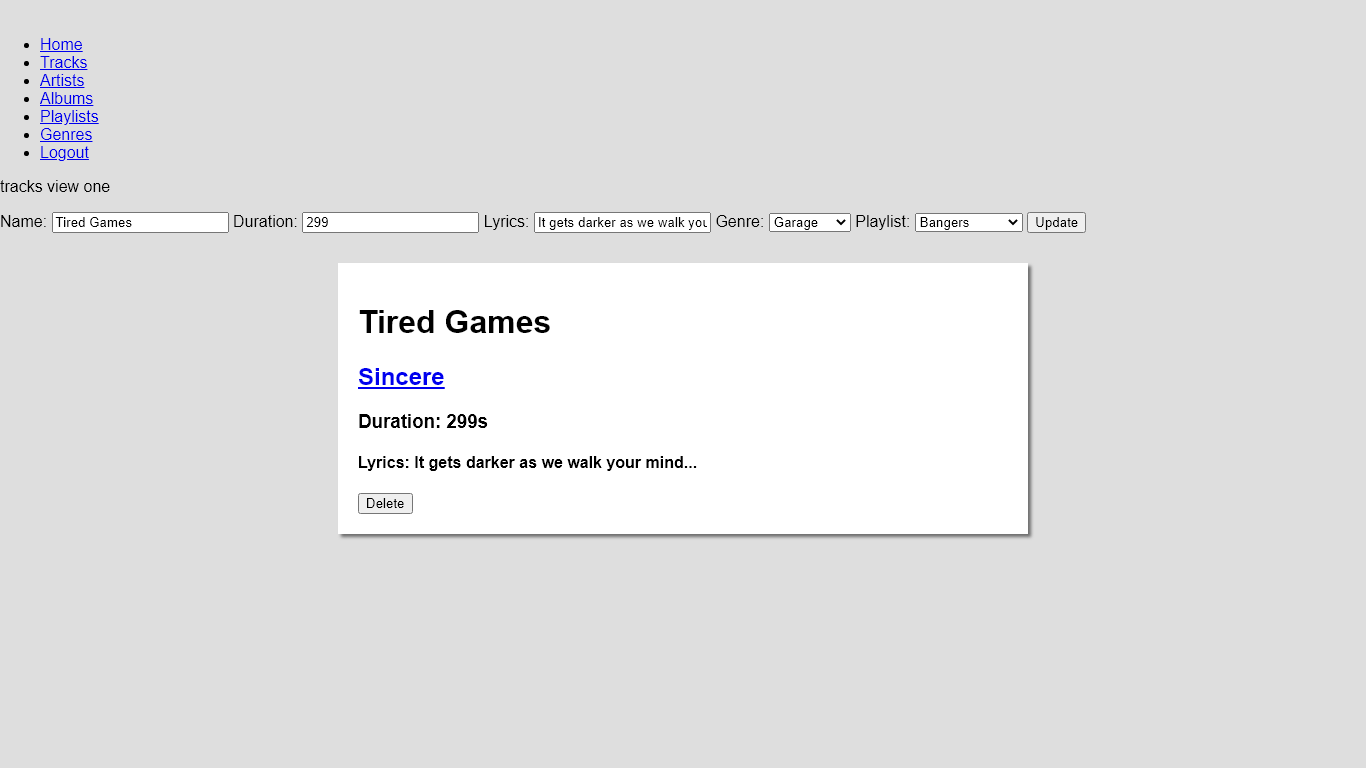 Home
Tracks
Artists
Albums
Playlists
Genres
Logout
tracks view one
Name: Tired Games Duration: 299 Lyrics: It gets darker as we walk you Genre: Garage Playlist: Bangers Update
Tired Games
Sincere
Duration: 299s
Lyrics: It gets darker as we walk your mind...
Delete